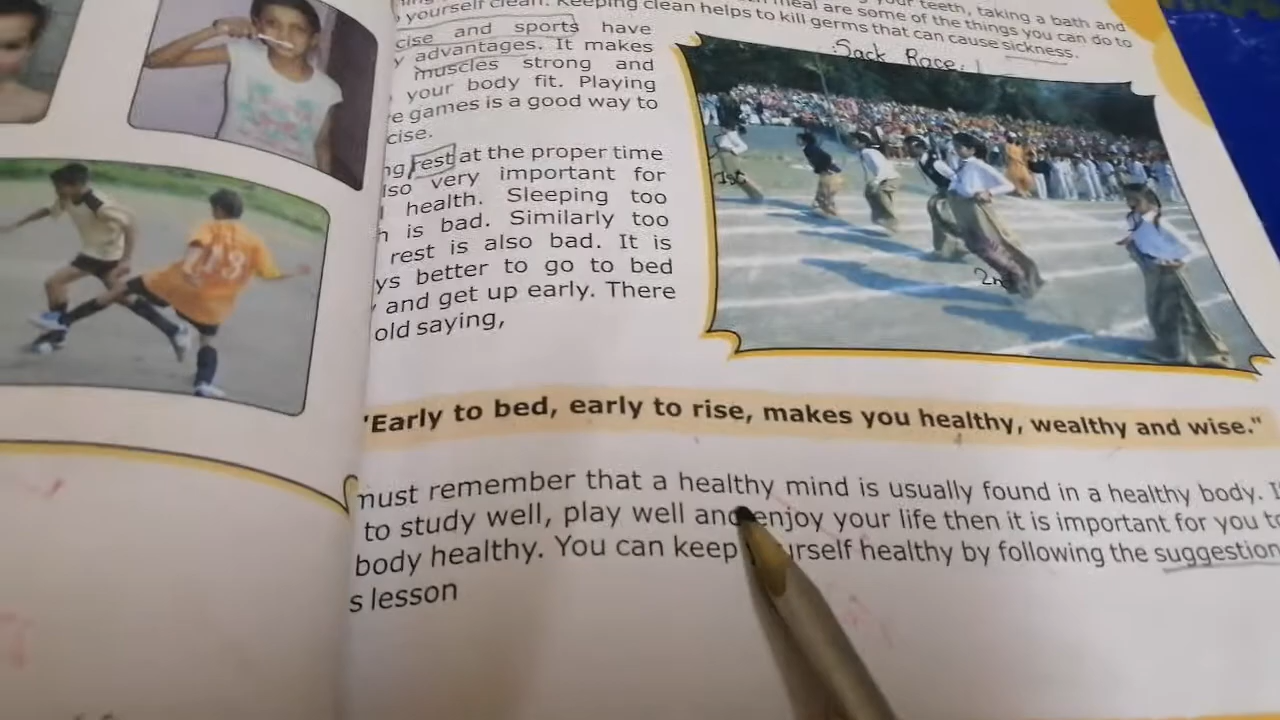 your teeth, taking a bath and
meal are some of the things you can do to
yourself clean. Keeping clean helps to kill germs that can cause sickness.
cise and sports have
y advantages. It makes
muscles strong and
your body fit. Playing
e games is a good way to
cise.
ng rest at the proper time
lso very important for
health. Sleeping too
h is bad. Similarly too
rest is also bad. It is
ys better to go to bed
and get up early. There
old saying,
Sack Race.
1st
2nd
"Early to bed, early to rise, makes you healthy, wealthy and wise."
must remember that a healthy mind is usually found in a healthy body. I
to study well, play well and enjoy your life then it is important for you to
body healthy. You can keep urself healthy by following the suggestion
s lesson